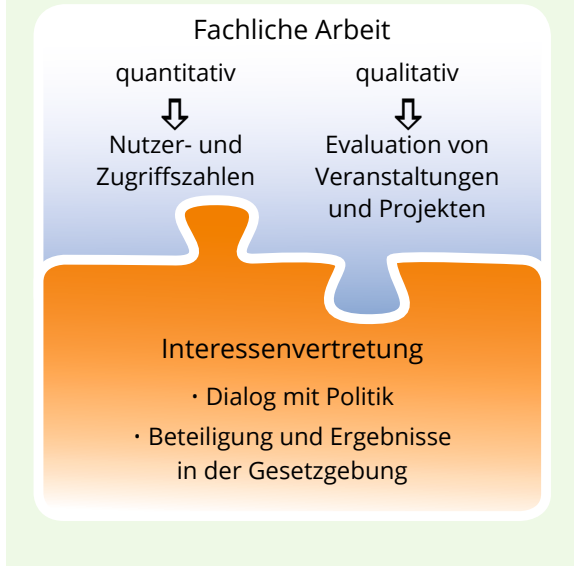 Fachliche Arbeit
quantitativ
Nutzer- und
Zugriffszahlen
qualitativ
Evaluation von
Veranstaltungen
und Projekten
Interessenvertretung
· Dialog mit Politik
· Beteiligung und Ergebnisse
in der Gesetzgebung